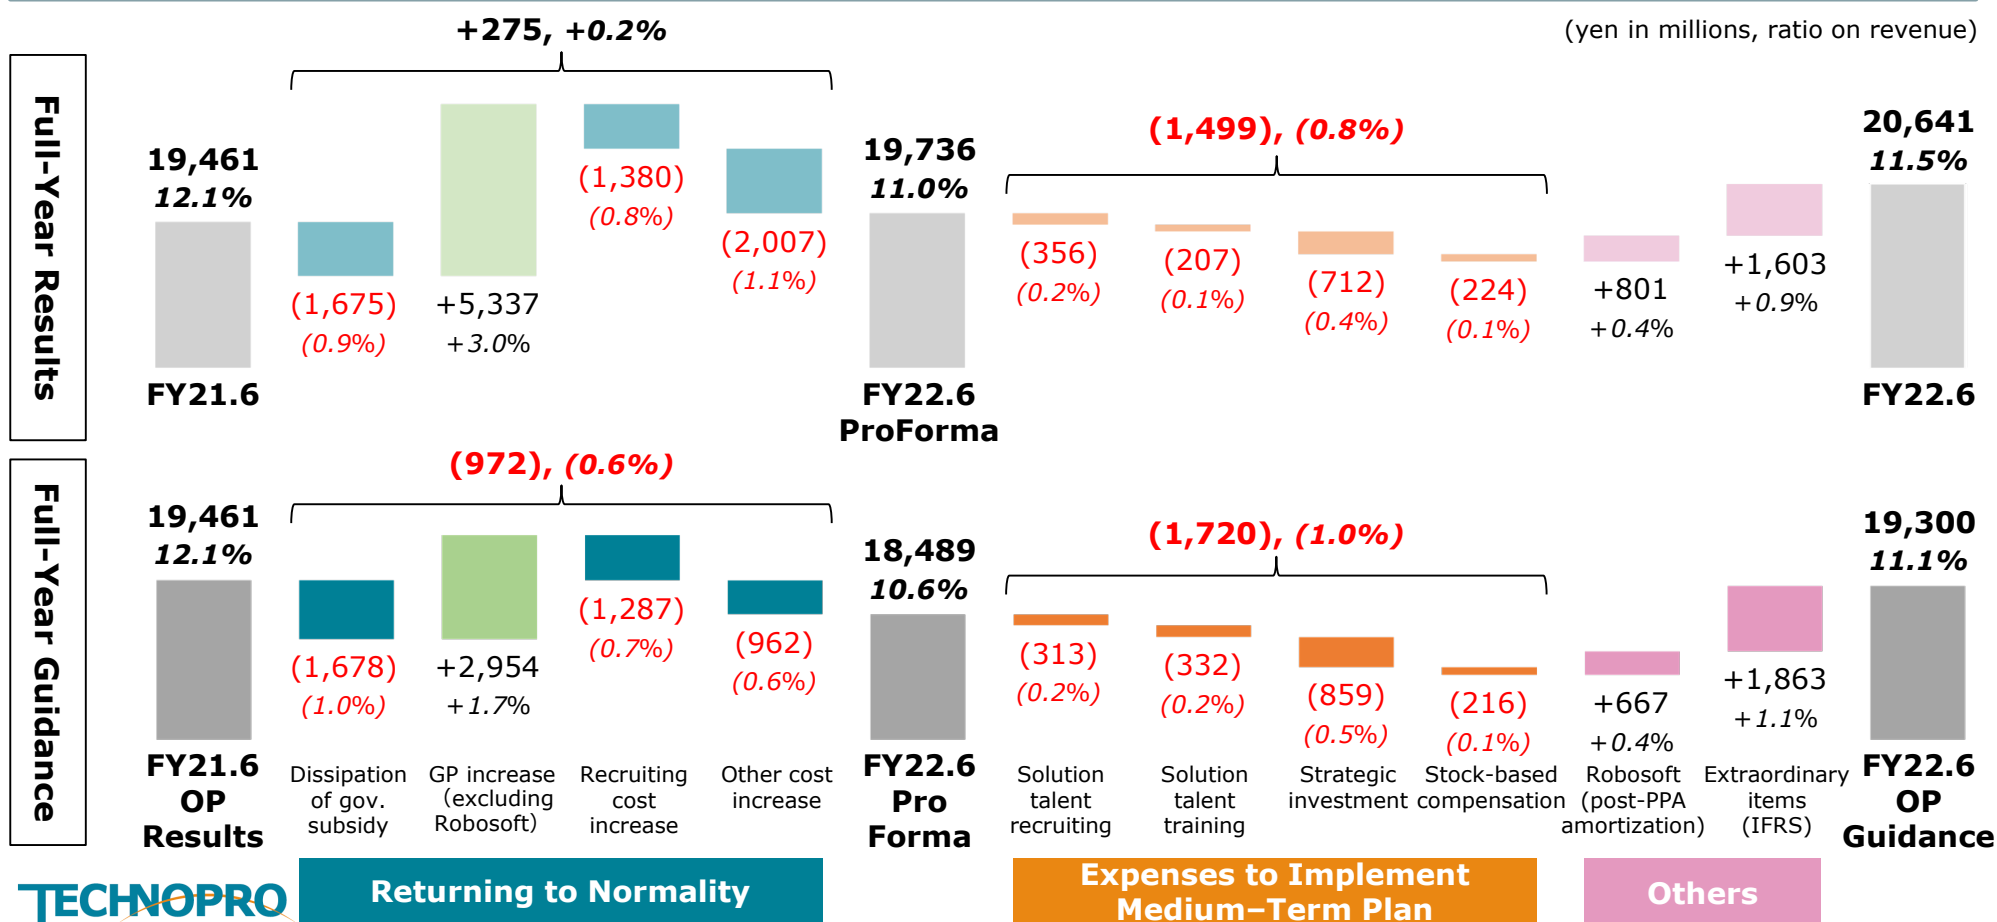 +275, +0.2%
(yen in millions, ratio on revenue)
Full-Year Results
19,461
12.1%
FY21.6
(1,675)
(0.9%)
+5,337
+3.0%
(1,380)
(0.8%)
(2,007)
(1.1%)
19,736
11.0%
FY22.6
ProForma
(1,499), (0.8%)
(356)
(0.2%)
(207)
(0.1%)
(712)
(0.4%)
(224)
(0.1%)
+801
+0.4%
+1,603
+0.9%
20,641
11.5%
FY22.6
Full-Year Guidance
(972), (0.6%)
19,461
12.1%
FY21.6
OP
Results
(1,678)
(1.0%)
Dissipation
of gov.
subsidy
+2,954
+1.7%
GP increase
(excluding
Robosoft)
(1,287)
(0.7%)
Recruiting
cost
increase
(962)
(0.6%)
Other cost
increase
18,489
10.6%
FY22.6
Pro
Forma
(1,720), (1.0%)
(313)
(0.2%)
Solution
talent
recruiting
(332)
(0.2%)
Solution
talent
training
(859)
(0.5%)
Strategic
investment
(216)
(0.1%)
Stock-based
compensation
+667
+0.4%
Robosoft
(post-PPA
amortization)
+1,863
+1.1%
Extraordinary
items
(IFRS)
19,300
11.1%
FY22.6
OP
Guidance
TECHNOPRO
Returning to Normality
Expenses to Implement
Medium–Term Plan
Others